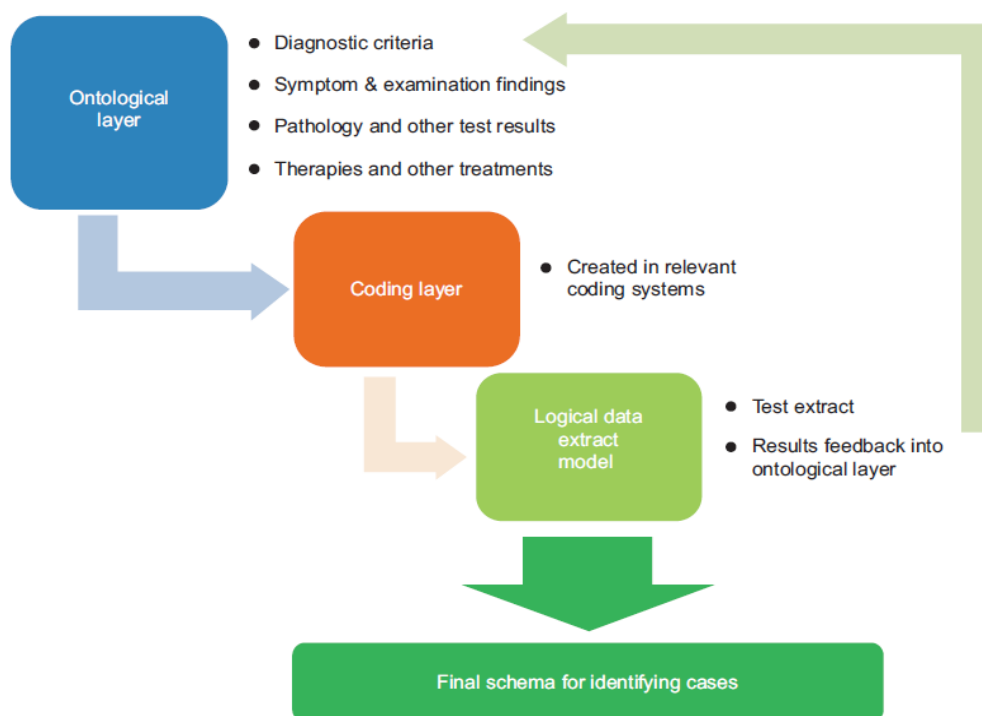 Ontological
layer
● Diagnostic criteria
● Symptom & examination findings
● Pathology and other test results
● Therapies and other treatments
Coding layer
● Created in relevant
coding systems
Logical data
extract
model
● Test extract
● Results feedback into
ontological layer
Final schema for identifying cases